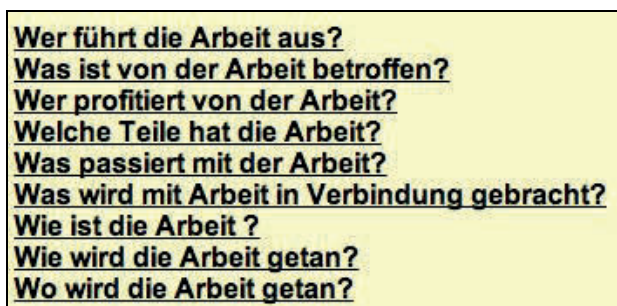 Wer führt die Arbeit aus?
Was ist von der Arbeit betroffen?
Wer profitiert von der Arbeit?
Welche Teile hat die Arbeit?
Was passiert mit der Arbeit?
Was wird mit Arbeit in Verbindung gebracht?
Wie ist die Arbeit ?
Wie wird die Arbeit getan?
Wo wird die Arbeit getan?